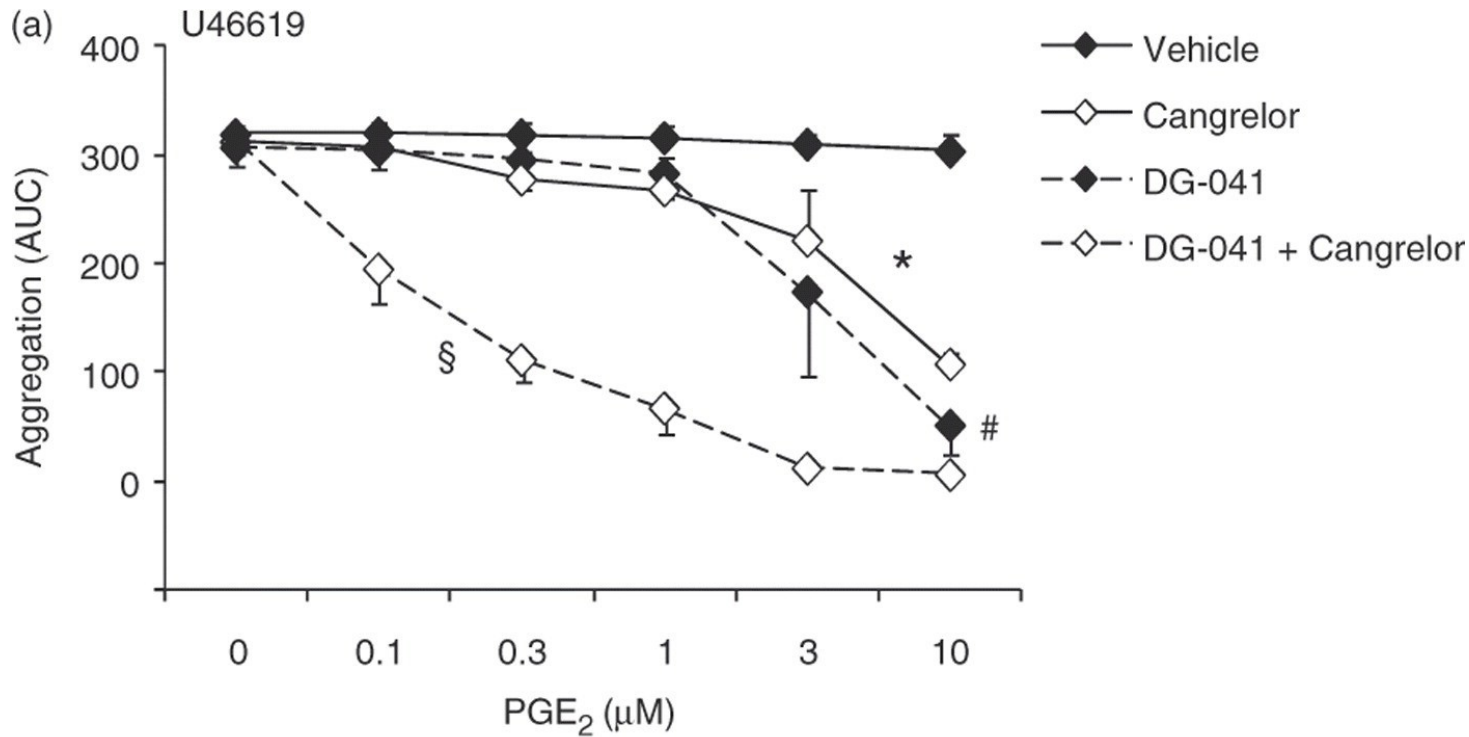 (a) U46619
400
300
200
100
0
Aggregation (AUC)
*
§
#
0 0.1 0.3 1 3 10
PGE₂ (μM)
Vehicle
Cangrelor
DG-041
DG-041 + Cangrelor